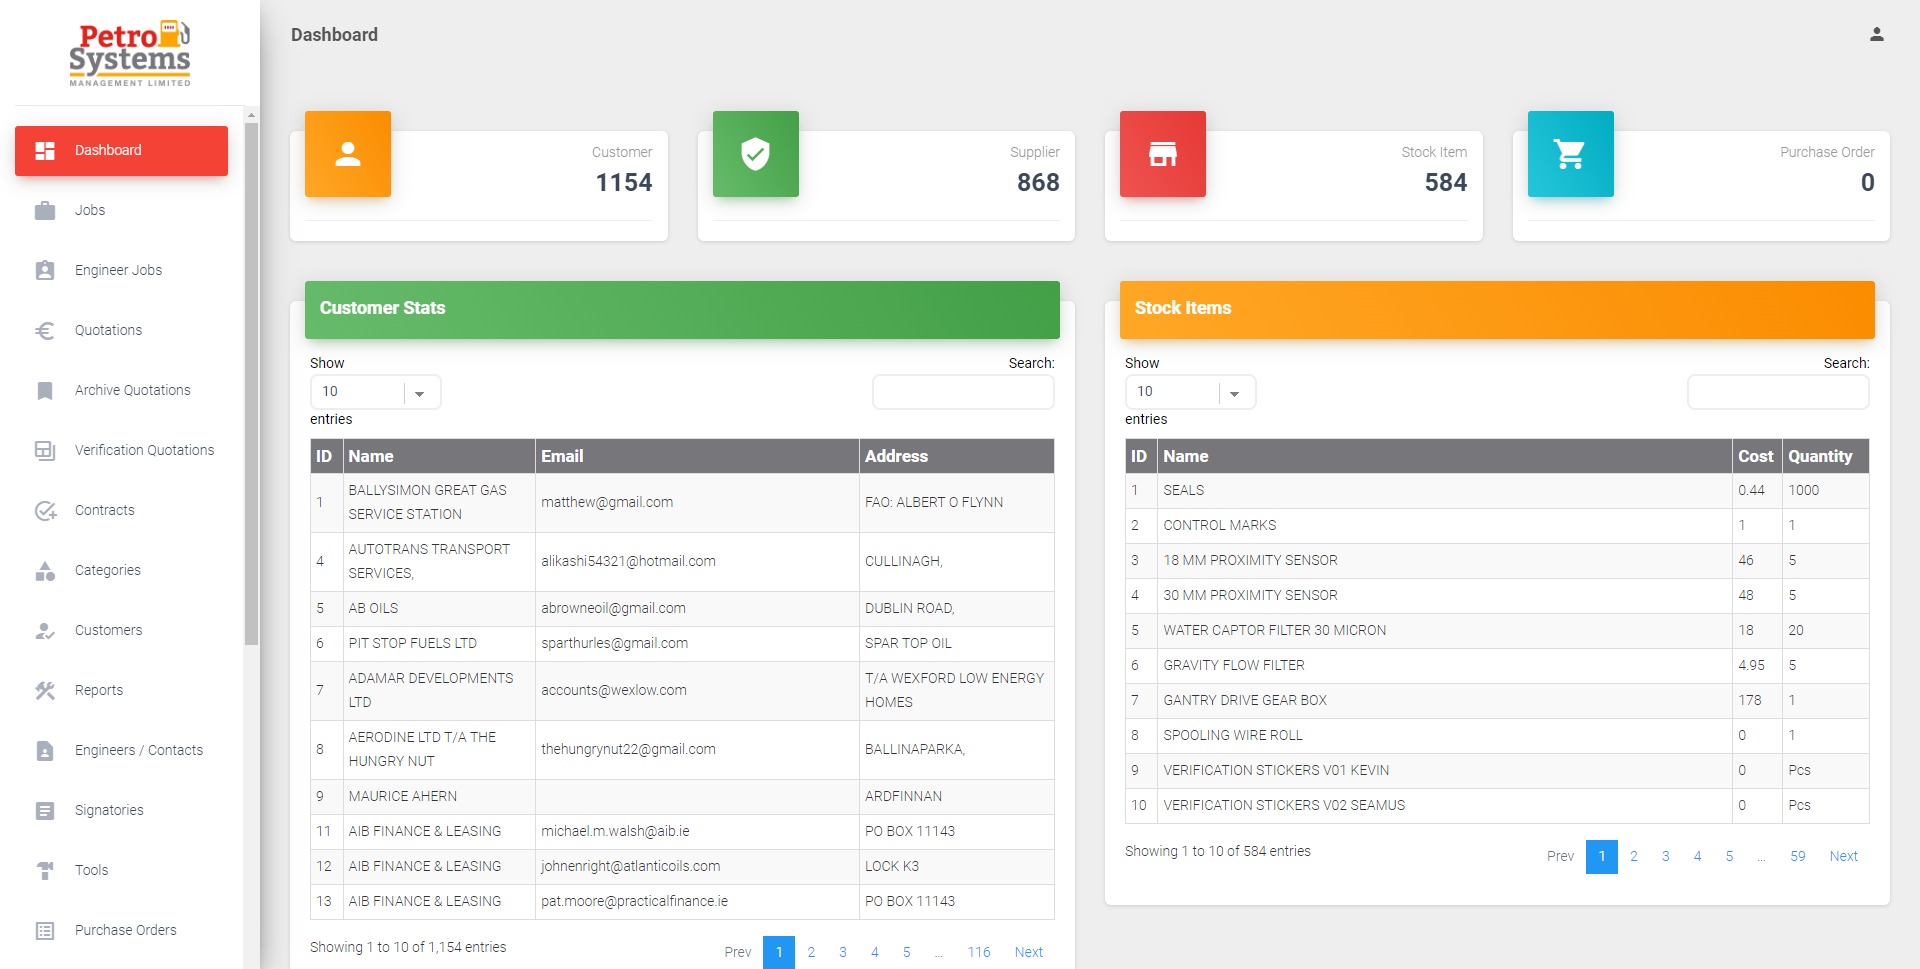 Petro
Systems
MANAGEMENT LIMITED
Dashboard
Jobs
Engineer Jobs
Quotations
Archive Quotations
Verification Quotations
Contracts
Categories
Customers
Reports
Engineers / Contacts
Signatories
Tools
Purchase Orders
Dashboard
Customer
1154
Supplier
868
Stock Item
584
Purchase Order
0
Customer Stats
Show
10
entries
Search:
ID Name Email Address
1 BALLYSIMON GREAT GAS SERVICE STATION matthew@gmail.com FAO: ALBERT O FLYNN
4 AUTOTRANS TRANSPORT SERVICES, alikashi54321@hotmail.com CULLINAGH,
5 AB OILS abrowneoil@gmail.com DUBLIN ROAD,
6 PIT STOP FUELS LTD sparthurles@gmail.com SPAR TOP OIL
7 ADAMAR DEVELOPMENTS LTD accounts@wexlow.com T/A WEXFORD LOW ENERGY HOMES
8 AERODINE LTD T/A THE HUNGRY NUT thehungrynut22@gmail.com BALLINAPARKA,
9 MAURICE AHERN ARDFINNAN
11 AIB FINANCE & LEASING michael.m.walsh@aib.ie PO BOX 11143
12 AIB FINANCE & LEASING johnenright@atlanticoils.com LOCK K3
13 AIB FINANCE & LEASING pat.moore@practicalfinance.ie PO BOX 11143
Showing 1 to 10 of 1,154 entries
Prev 1 2 3 4 5 ... 116 Next
Stock Items
Show
10
entries
Search:
ID Name Cost Quantity
1 SEALS 0.44 1000
2 CONTROL MARKS 1 1
3 18 MM PROXIMITY SENSOR 46 5
4 30 MM PROXIMITY SENSOR 48 5
5 WATER CAPTOR FILTER 30 MICRON 18 20
6 GRAVITY FLOW FILTER 4.95 5
7 GANTRY DRIVE GEAR BOX 178 1
8 SPOOLING WIRE ROLL 0 1
9 VERIFICATION STICKERS V01 KEVIN 0 Pcs
10 VERIFICATION STICKERS V02 SEAMUS 0 Pcs
Showing 1 to 10 of 584 entries
Prev 1 2 3 4 5 ... 59 Next